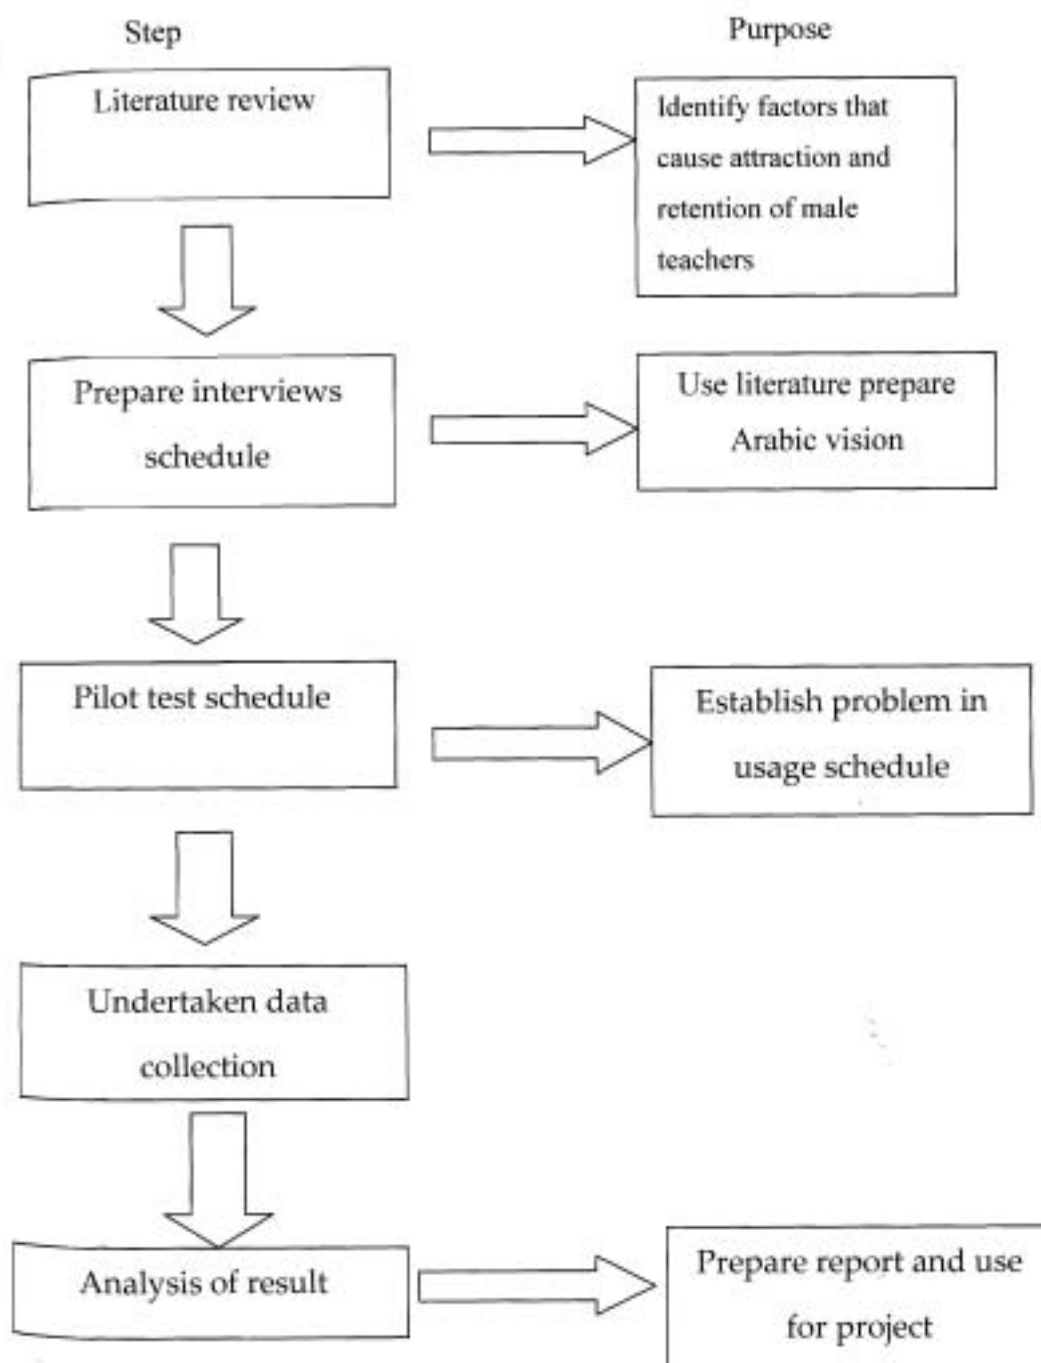 Step
Purpose
Literature review
Identify factors that
cause attraction and
retention of male
teachers
Prepare interviews
schedule
Use literature prepare
Arabic vision
Pilot test schedule
Establish problem in
usage schedule
Undertaken data
collection
Analysis of result
Prepare report and use
for project